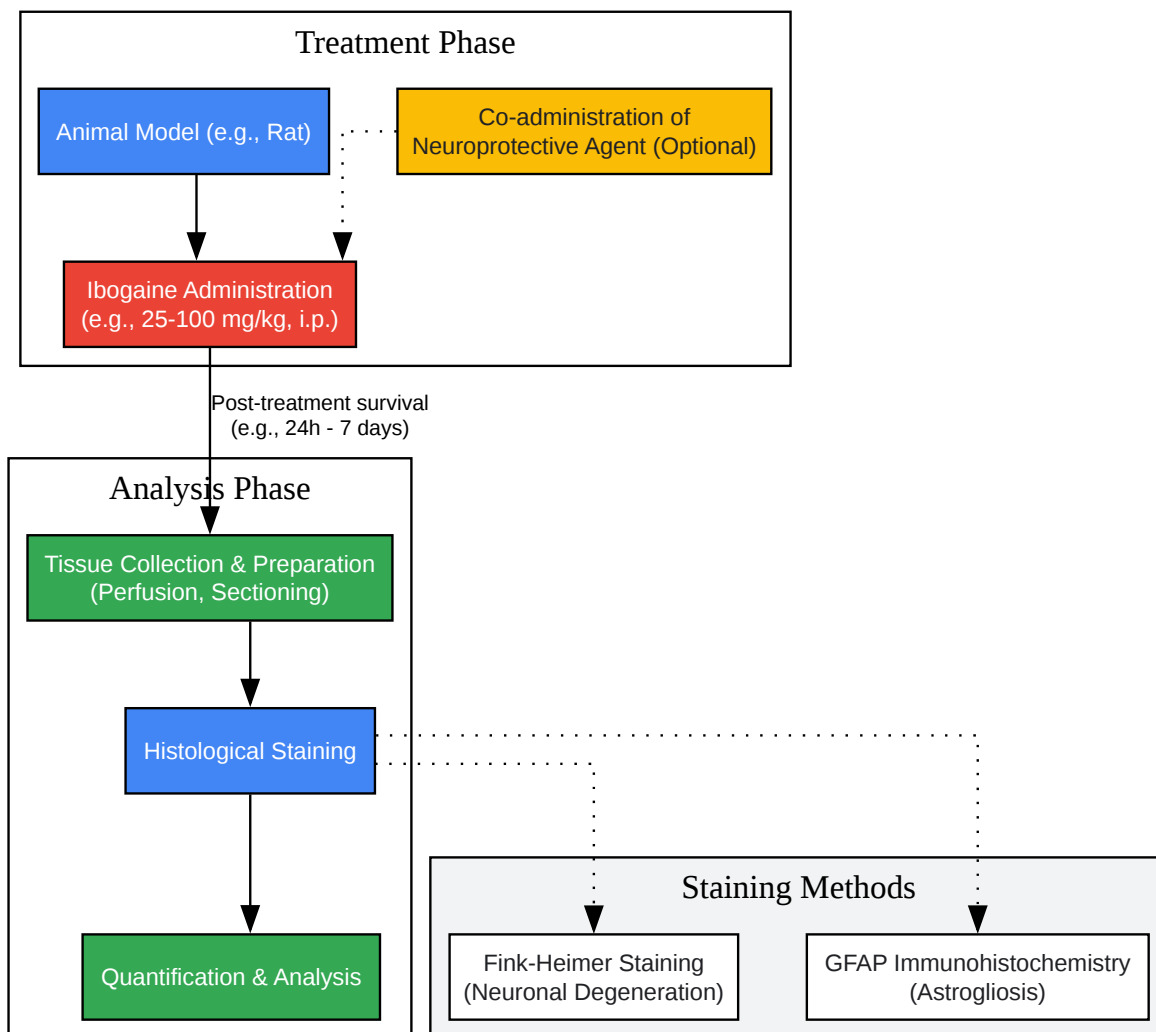 Treatment Phase
Animal Model (e.g., Rat)
Co-administration of
Neuroprotective Agent (Optional)
Ibogaine Administration
(e.g., 25-100 mg/kg, i.p.)
Post-treatment survival
(e.g., 24h - 7 days)
Analysis Phase
Tissue Collection & Preparation
(Perfusion, Sectioning)
Histological Staining
Quantification & Analysis
Staining Methods
Fink-Heimer Staining
(Neuronal Degeneration)
GFAP Immunohistochemistry
(Astrogliosis)